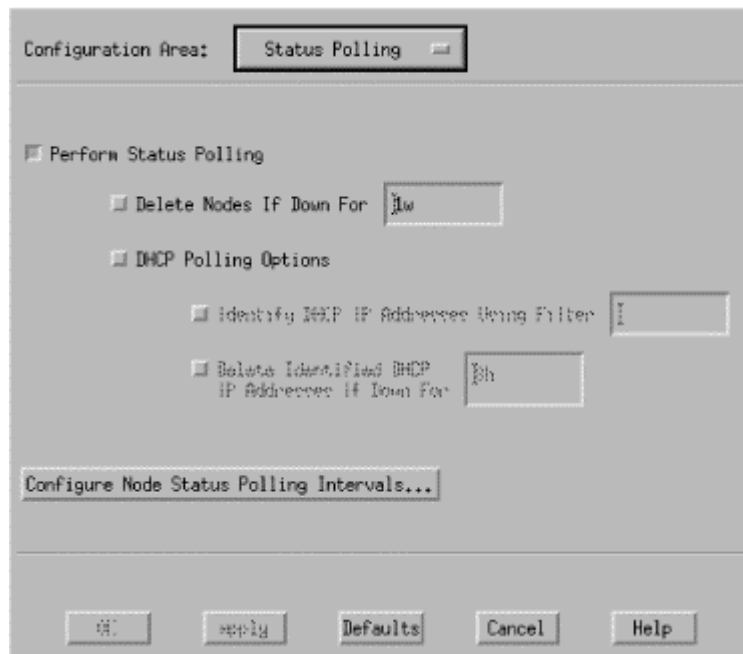 Configuration Area: Status Polling
Perform Status Polling
Delete Nodes If Down For 1w
DHCP Polling Options
Identify DHCP IP Addresses Using Filter
Delete Identified DHCP
IP Addresses If Down For
Configure Node Status Polling Intervals...
OK Apply Defaults Cancel Help